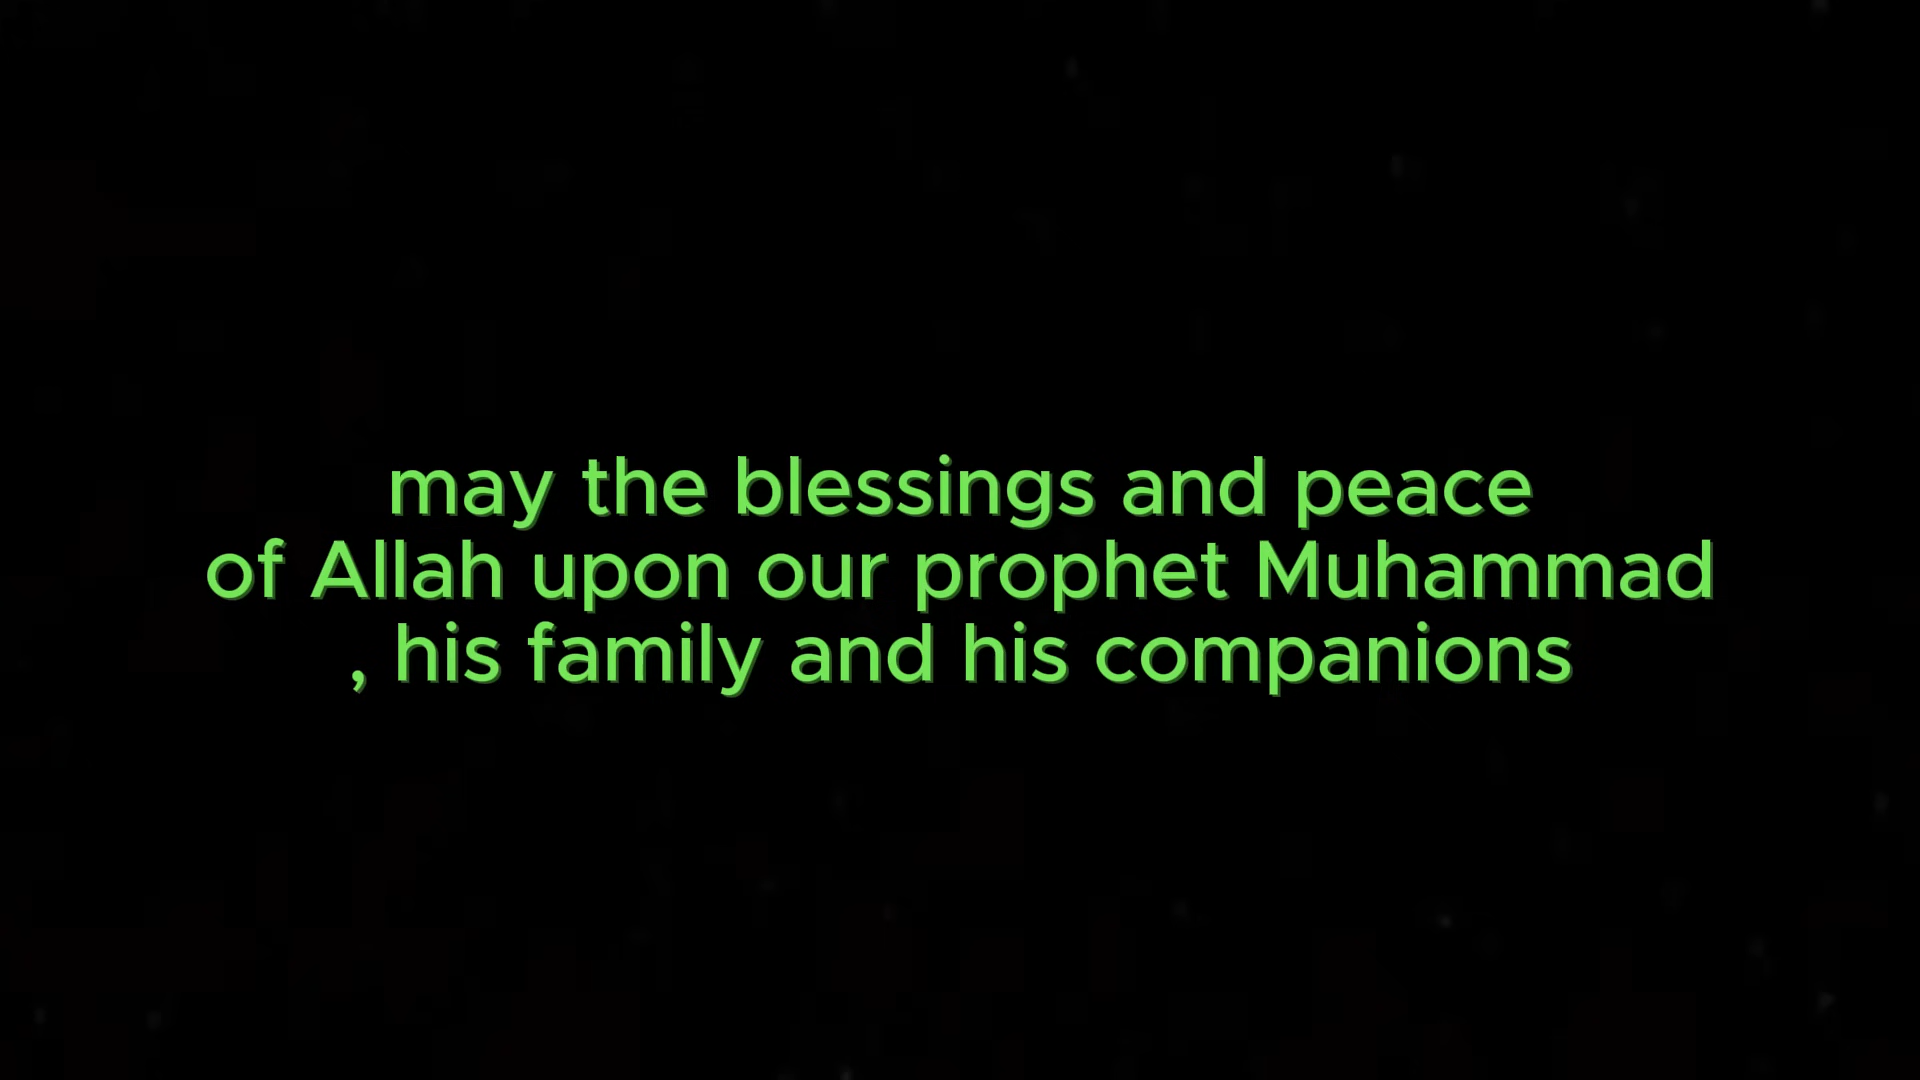 may the blessings and peace
of Allah upon our prophet Muhammad
, his family and his companions